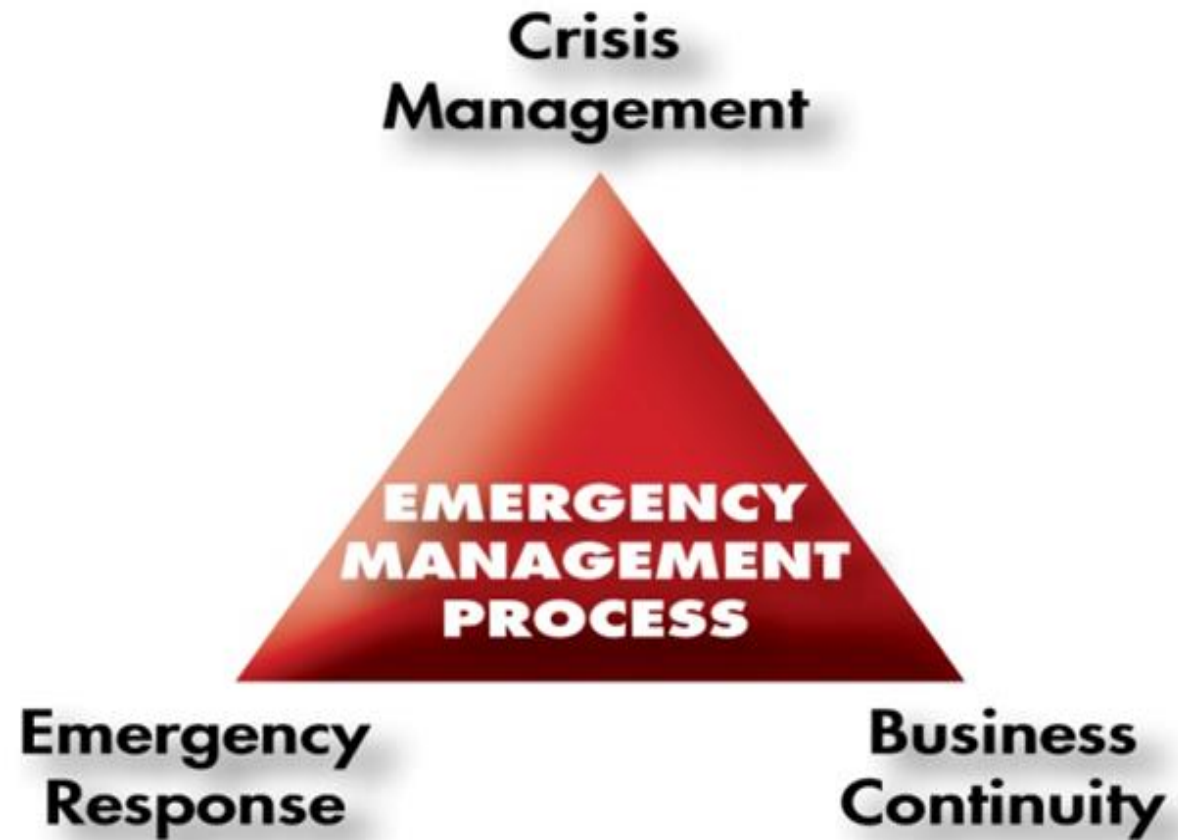 Crisis
Management
EMERGENCY
MANAGEMENT
PROCESS
Emergency
Response
Business
Continuity